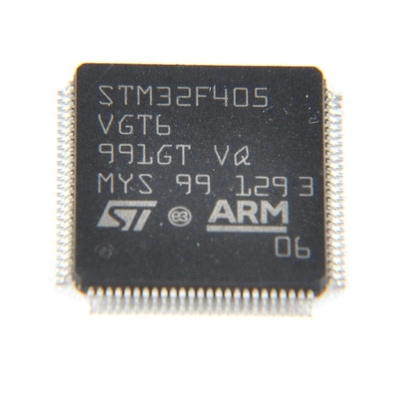 STM32F405
VGT6
991GT VQ
MYS 99 129 3
ST e3 ARM
06